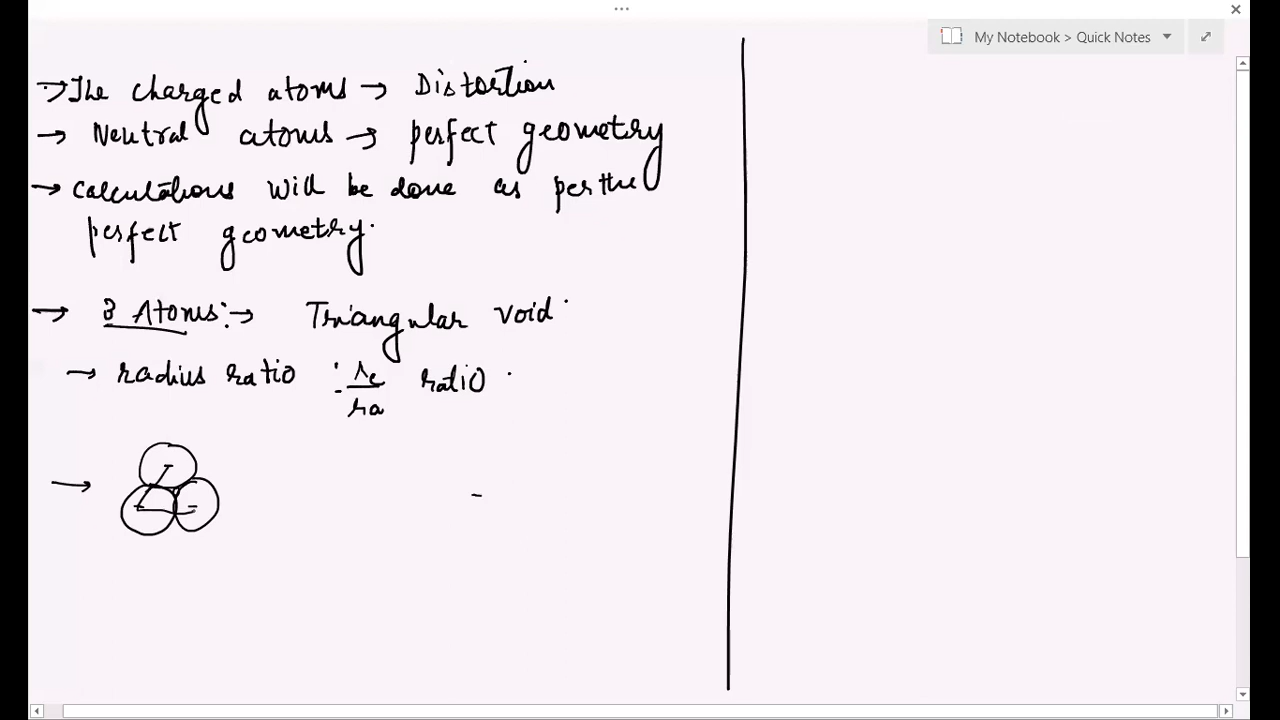 ...
My Notebook > Quick Notes
→ The charged atoms → Distortion
→ Neutral atoms → perfect geometry
→ Calculations will be done as per the
perfect geometry.
→ 3 Atoms :→ Triangular void.
→ radius ratio : rc/ra ratio.
→